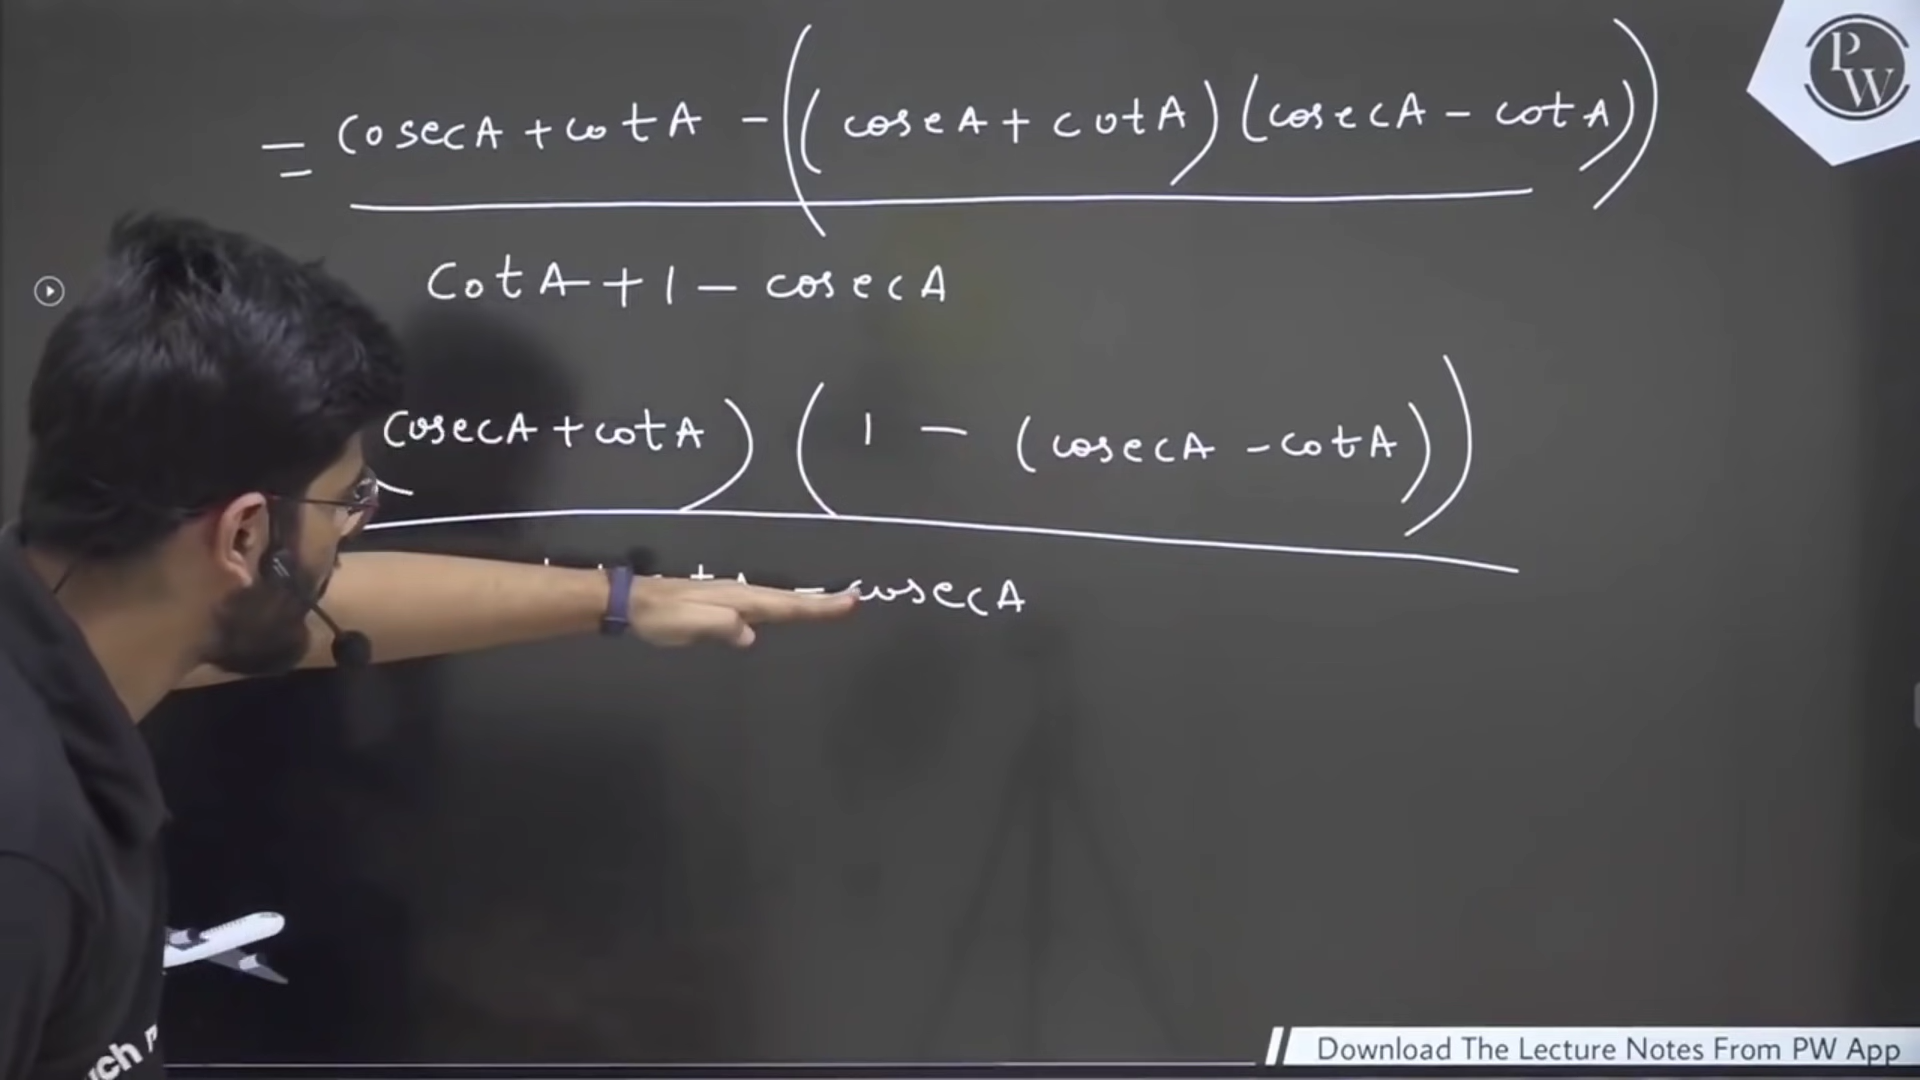 = cosecA + cotA - ((coseA + cotA) (cosecA - cotA))
cotA + 1 - cosecA
cosecA + cotA) (1 - (cosecA - cotA))
- cosecA
PW
Download The Lecture Notes From PW App